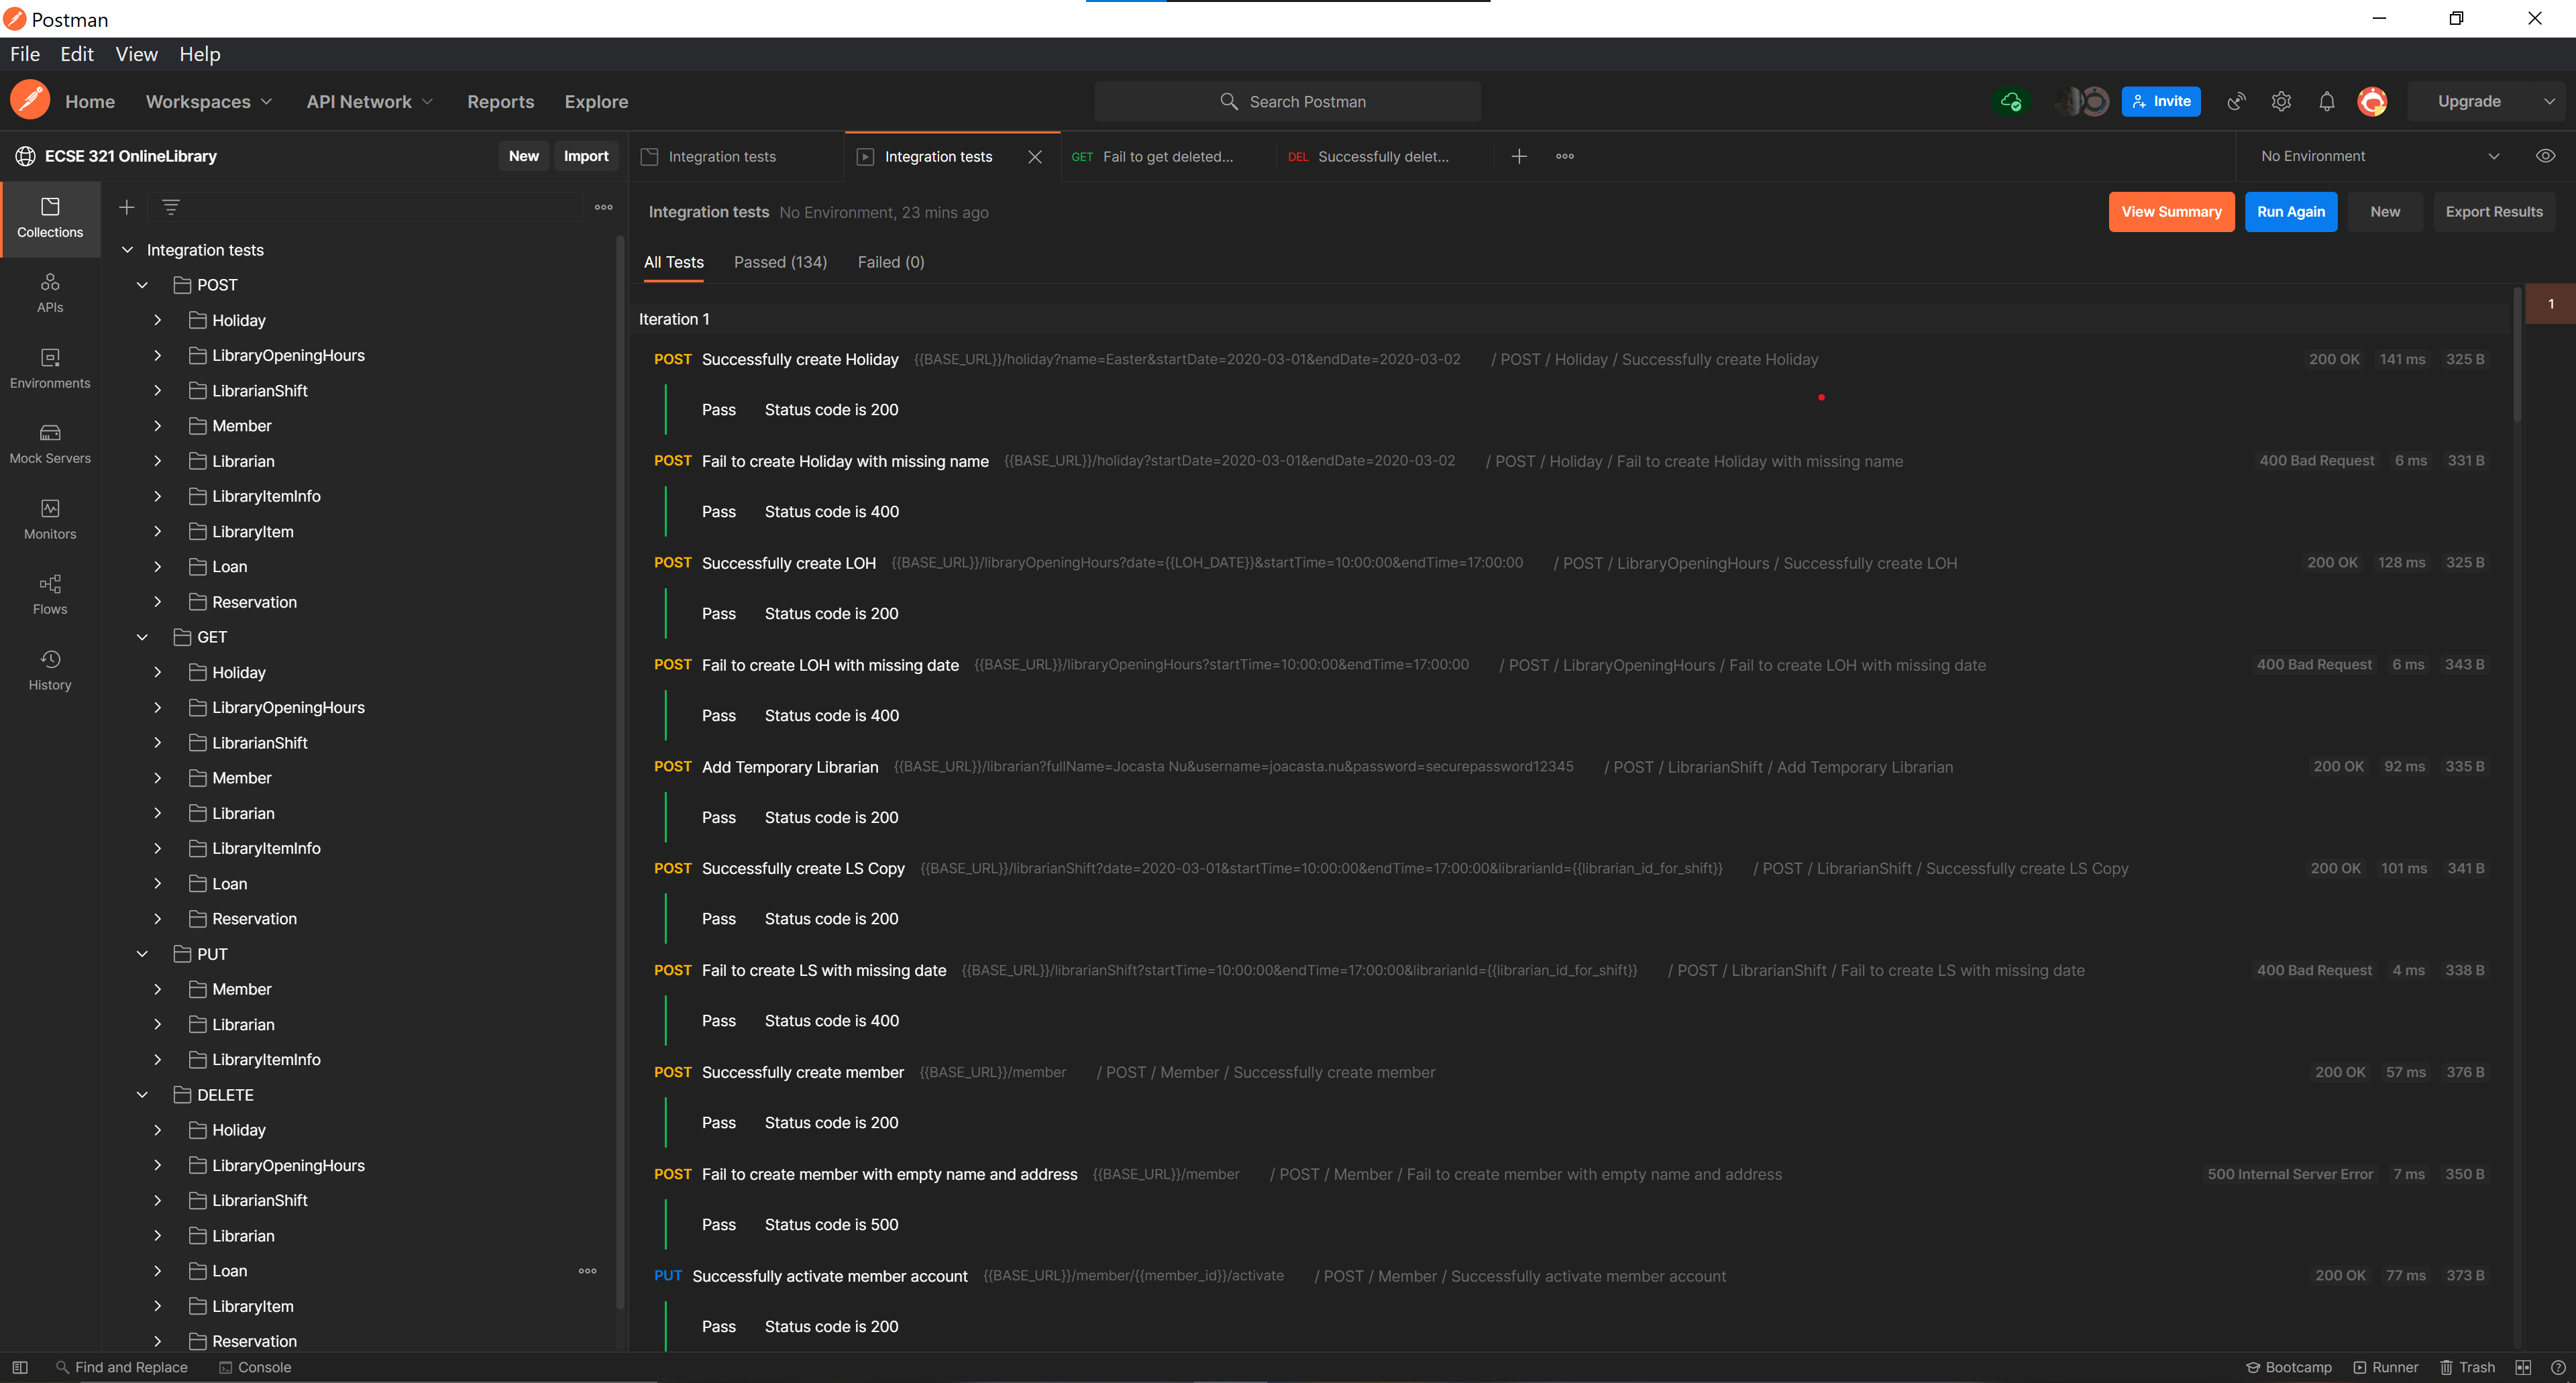 Postman
File Edit View Help
Home Workspaces API Network Reports Explore Search Postman Invite Upgrade
ECSE 321 OnlineLibrary New Import Integration tests Integration tests GET Fail to get deleted... DEL Successfully delet... No Environment
Collections
APIs
Environments
Mock Servers
Monitors
Flows
History
Integration tests
POST
Holiday
LibraryOpeningHours
LibrarianShift
Member
Librarian
LibraryItemInfo
LibraryItem
Loan
Reservation
GET
Holiday
LibraryOpeningHours
LibrarianShift
Member
Librarian
LibraryItemInfo
Loan
Reservation
PUT
Member
Librarian
LibraryItemInfo
DELETE
Holiday
LibraryOpeningHours
LibrarianShift
Librarian
Loan
LibraryItem
Reservation
Integration tests No Environment, 23 mins ago View Summary Run Again New Export Results
All Tests Passed (134) Failed (0)
Iteration 1
1
POST Successfully create Holiday {{BASE_URL}}/holiday?name=Easter&startDate=2020-03-01&endDate=2020-03-02 / POST / Holiday / Successfully create Holiday 200 OK 141 ms 325 B
Pass Status code is 200
POST Fail to create Holiday with missing name {{BASE_URL}}/holiday?startDate=2020-03-01&endDate=2020-03-02 / POST / Holiday / Fail to create Holiday with missing name 400 Bad Request 6 ms 331 B
Pass Status code is 400
POST Successfully create LOH {{BASE_URL}}/libraryOpeningHours?date={{LOH_DATE}}&startTime=10:00:00&endTime=17:00:00 / POST / LibraryOpeningHours / Successfully create LOH 200 OK 128 ms 325 B
Pass Status code is 200
POST Fail to create LOH with missing date {{BASE_URL}}/libraryOpeningHours?startTime=10:00:00&endTime=17:00:00 / POST / LibraryOpeningHours / Fail to create LOH with missing date 400 Bad Request 6 ms 343 B
Pass Status code is 400
POST Add Temporary Librarian {{BASE_URL}}/librarian?fullName=Jocasta Nu&username=joacasta.nu&password=securepassword12345 / POST / LibrarianShift / Add Temporary Librarian 200 OK 92 ms 335 B
Pass Status code is 200
POST Successfully create LS Copy {{BASE_URL}}/librarianShift?date=2020-03-01&startTime=10:00:00&endTime=17:00:00&librarianId={{librarian_id_for_shift}} / POST / LibrarianShift / Successfully create LS Copy 200 OK 101 ms 341 B
Pass Status code is 200
POST Fail to create LS with missing date {{BASE_URL}}/librarianShift?startTime=10:00:00&endTime=17:00:00&librarianId={{librarian_id_for_shift}} / POST / LibrarianShift / Fail to create LS with missing date 400 Bad Request 4 ms 338 B
Pass Status code is 400
POST Successfully create member {{BASE_URL}}/member / POST / Member / Successfully create member 200 OK 57 ms 376 B
Pass Status code is 200
POST Fail to create member with empty name and address {{BASE_URL}}/member / POST / Member / Fail to create member with empty name and address 500 Internal Server Error 7 ms 350 B
Pass Status code is 500
PUT Successfully activate member account {{BASE_URL}}/member/{{member_id}}/activate / POST / Member / Successfully activate member account 200 OK 77 ms 373 B
Pass Status code is 200
Find and Replace Console Bootcamp Runner Trash